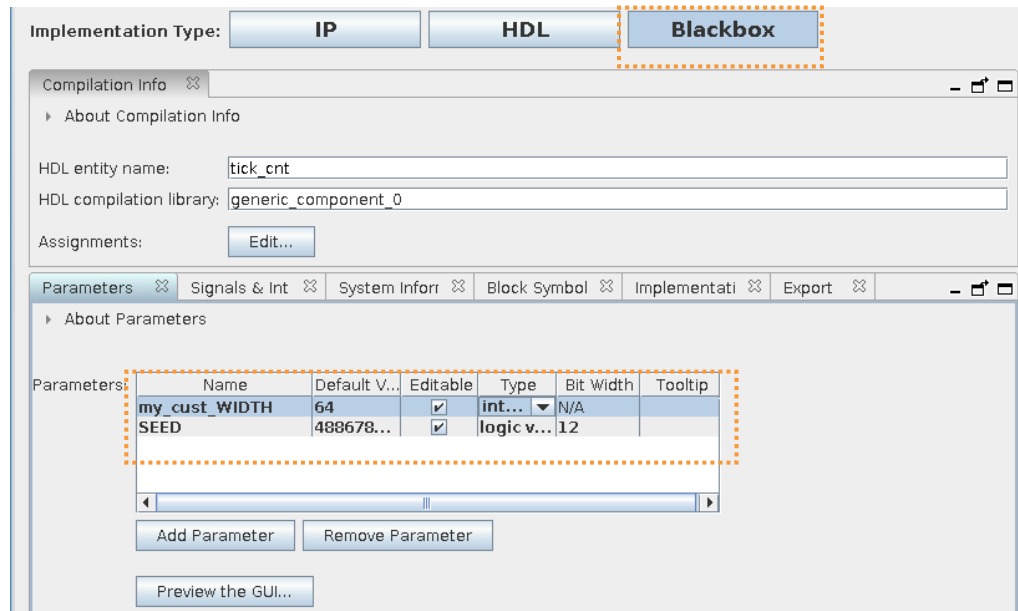 Implementation Type: IP HDL Blackbox
Compilation Info
About Compilation Info
HDL entity name: tick_cnt
HDL compilation library: generic_component_0
Assignments: Edit...
Parameters Signals & Int System Inforr Block Symbol Implementati Export
About Parameters
Parameters: Name Default V... Editable Type Bit Width Tooltip
my_cust_WIDTH 64 int... N/A
SEED 488678... logic v... 12
Add Parameter Remove Parameter
Preview the GUI...